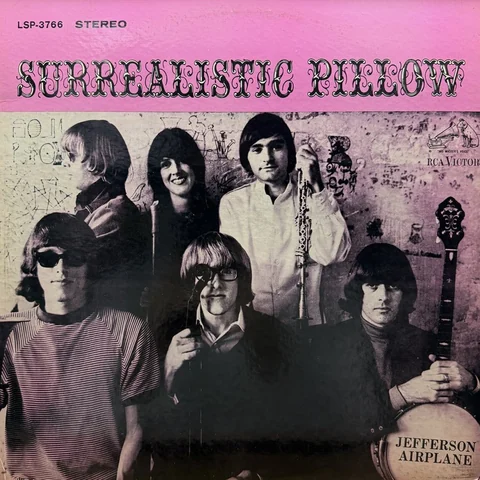 LSP-3766 STEREO
SURREALISTIC PILLOW
RCA VICTOR
JEFFERSON
AIRPLANE